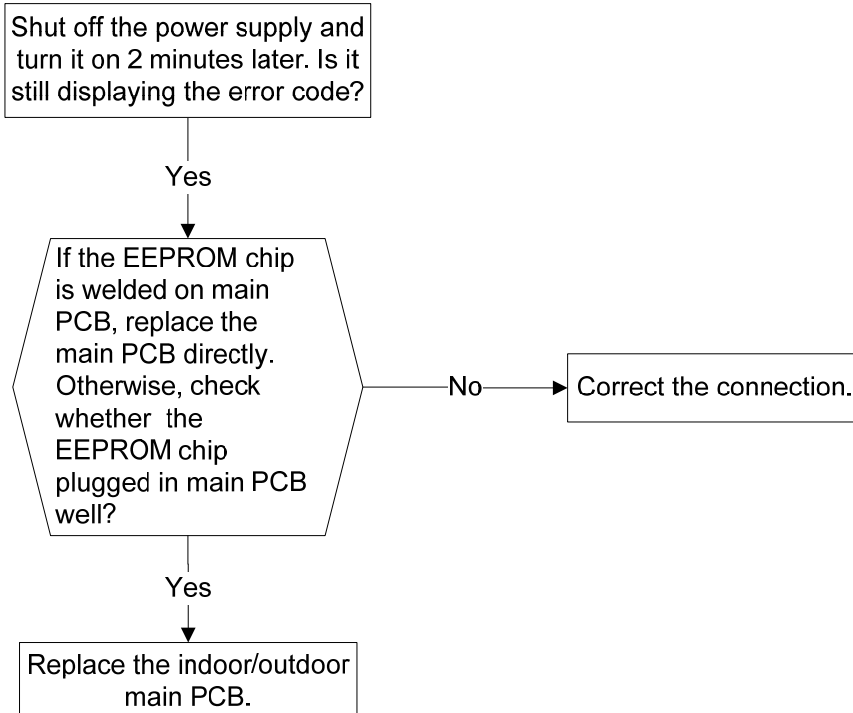 Shut off the power supply and
turn it on 2 minutes later. Is it
still displaying the error code?
Yes
If the EEPROM chip
is welded on main
PCB, replace the
main PCB directly.
Otherwise, check
whether the
EEPROM chip
plugged in main PCB
well?
No
Correct the connection.
Yes
Replace the indoor/outdoor
main PCB.